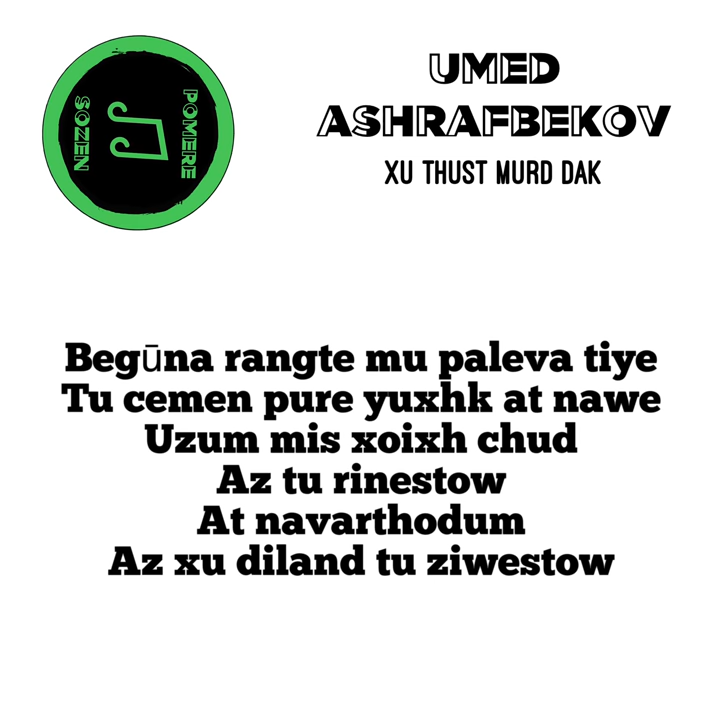 POMERE
SOZEN
UMED
ASHRAFBEKOV
XU THUST MURD DAK
Begūna rangte mu paleva tiye
Tu cemen pure yuxhk at nawe
Uzum mis xoixh chud
Az tu rinestow
At navarthodum
Az xu diland tu ziwestow